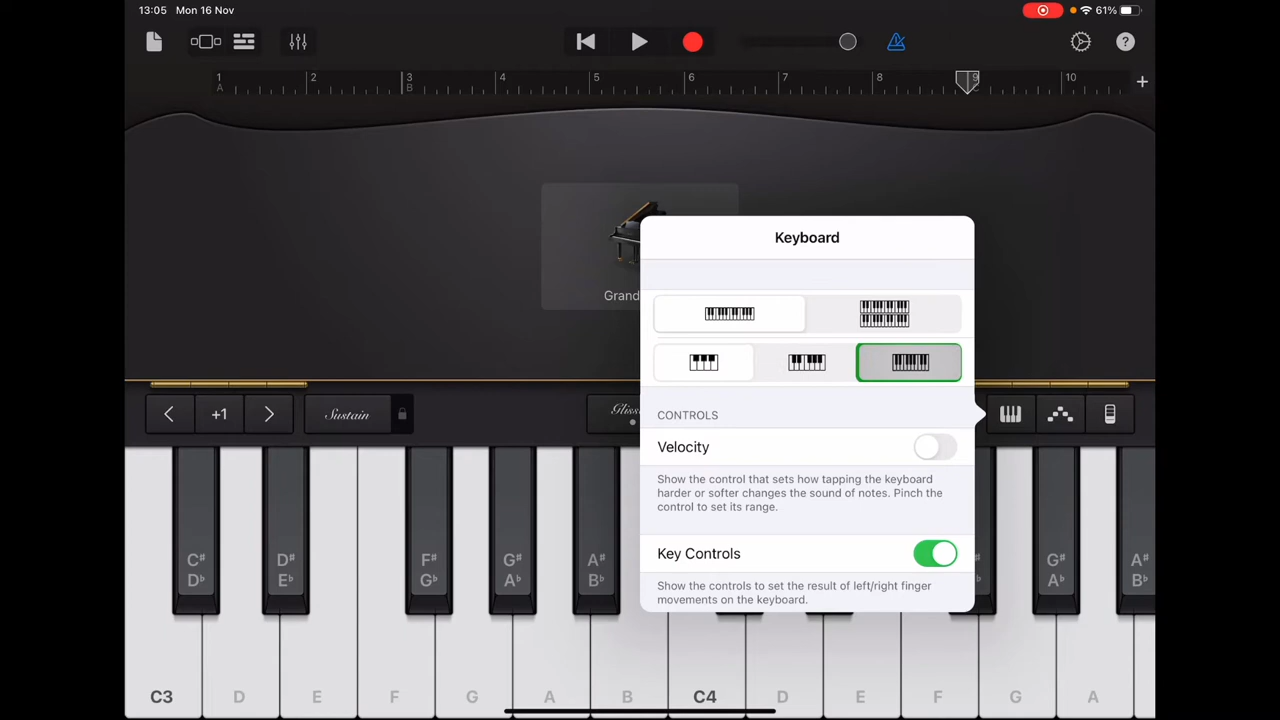 13:05 Mon 16 Nov
61%
1 2 3 4 5 6 7 8 9 10
A B C
Keyboard
Grand
CONTROLS
+1 Sustain
Velocity
Show the control that sets how tapping the keyboard
harder or softer changes the sound of notes. Pinch the
control to set its range.
Key Controls
Show the controls to set the result of left/right finger
movements on the keyboard.
C# D# F# G# A# G# A#
D♭ E♭ G♭ A♭ B♭ A♭ B♭
C3 D E F G A B C4 D E F G A